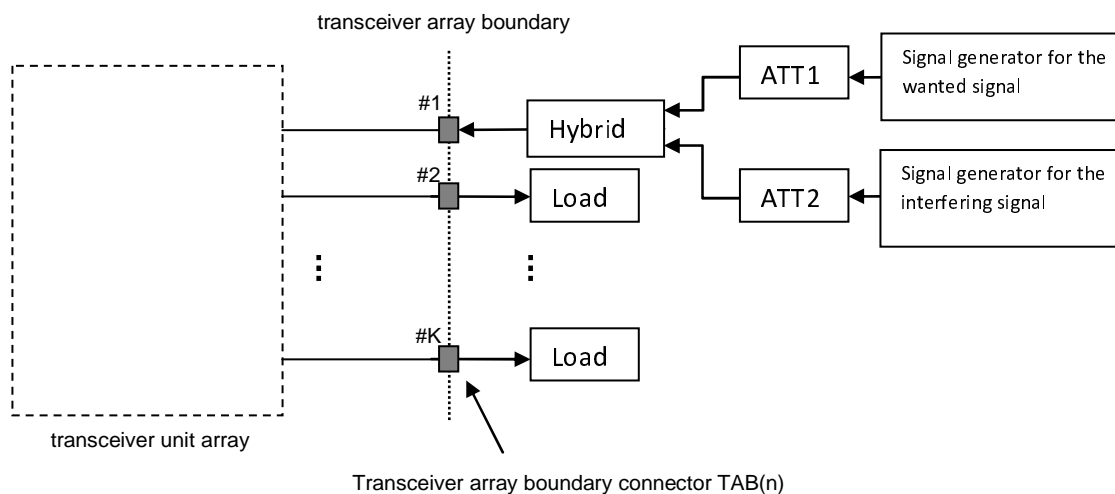 transceiver array boundary
#1
Hybrid
ATT1
Signal generator for the
wanted signal
#2
Load
ATT2
Signal generator for the
interfering signal
#K
Load
transceiver unit array
Transceiver array boundary connector TAB(n)